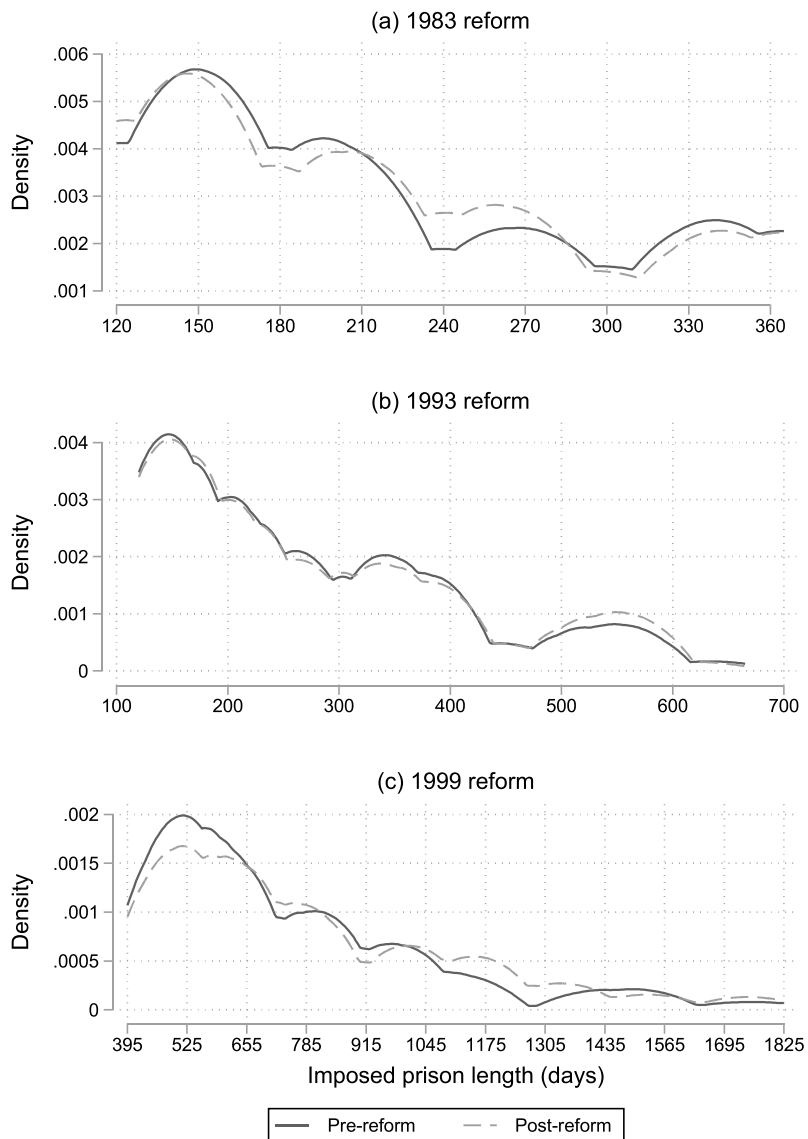 (a) 1983 reform
.006
.005
.004
.003
.002
.001
Density
120 150 180 210 240 270 300 330 360
(b) 1993 reform
.004
.003
.002
.001
0
Density
100 200 300 400 500 600 700
(c) 1999 reform
.002
.0015
.001
.0005
0
Density
395 525 655 785 915 1045 1175 1305 1435 1565 1695 1825
Imposed prison length (days)
Pre-reform Post-reform